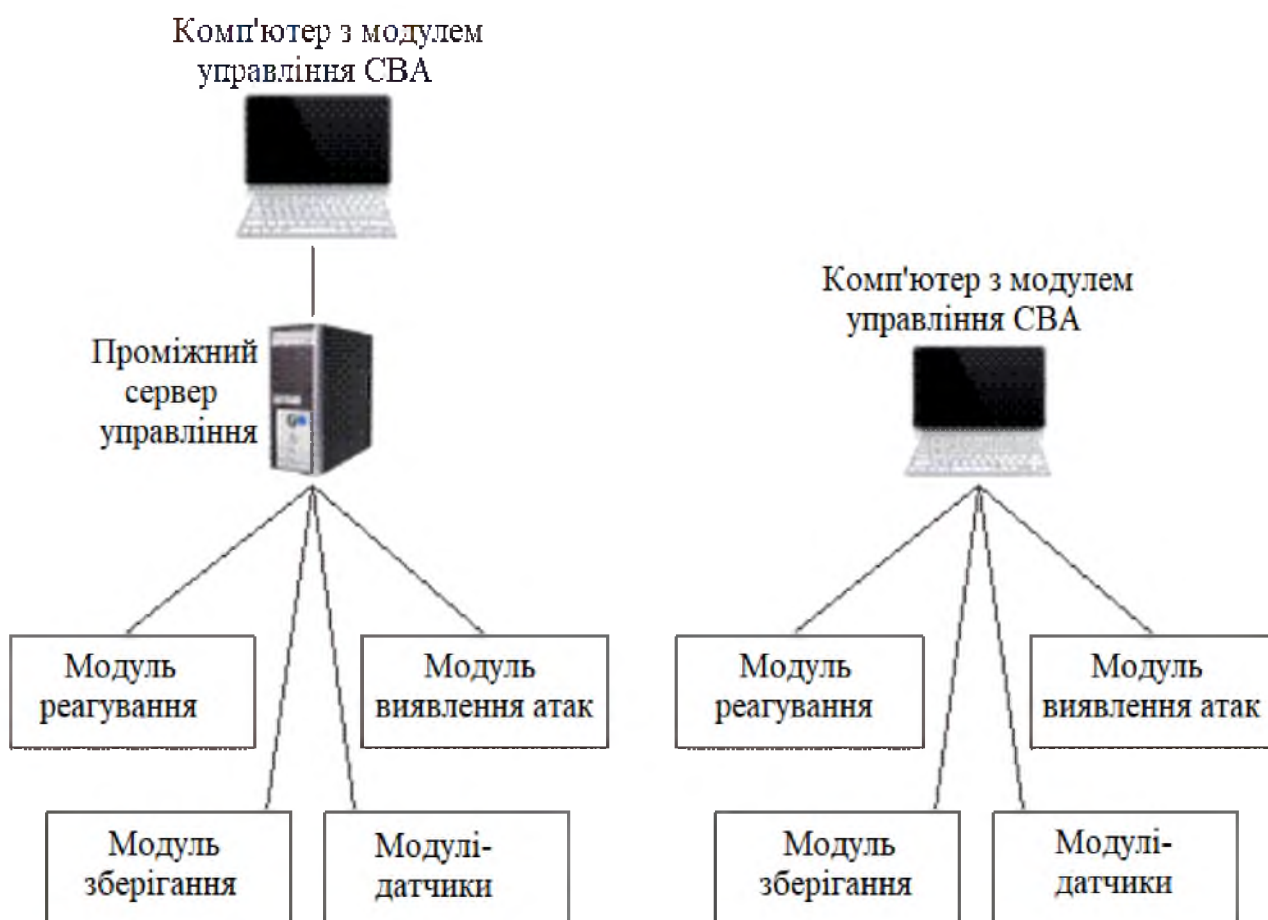 Комп'ютер з модулем
управління СВА
Проміжний
сервер
управління
Модуль
реагування
Модуль
виявлення атак
Модуль
зберігання
Модулі-
датчики
Комп'ютер з модулем
управління СВА
Модуль
реагування
Модуль
виявлення атак
Модуль
зберігання
Модулі-
датчики